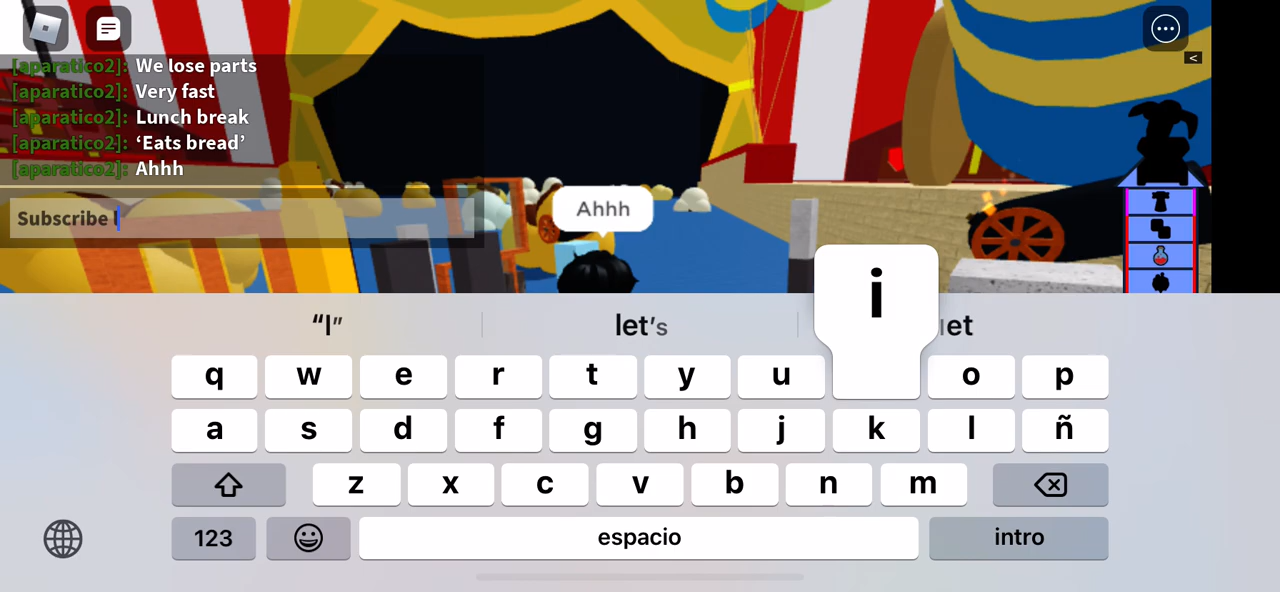 [aparatico2]: We lose parts
[aparatico2]: Very fast
[aparatico2]: Lunch break
[aparatico2]: ‘Eats bread’
[aparatico2]: Ahhh
Subscribe l
Ahhh
<
i
“l” let’s let
q w e r t y u o p
a s d f g h j k l ñ
z x c v b n m
123 espacio intro